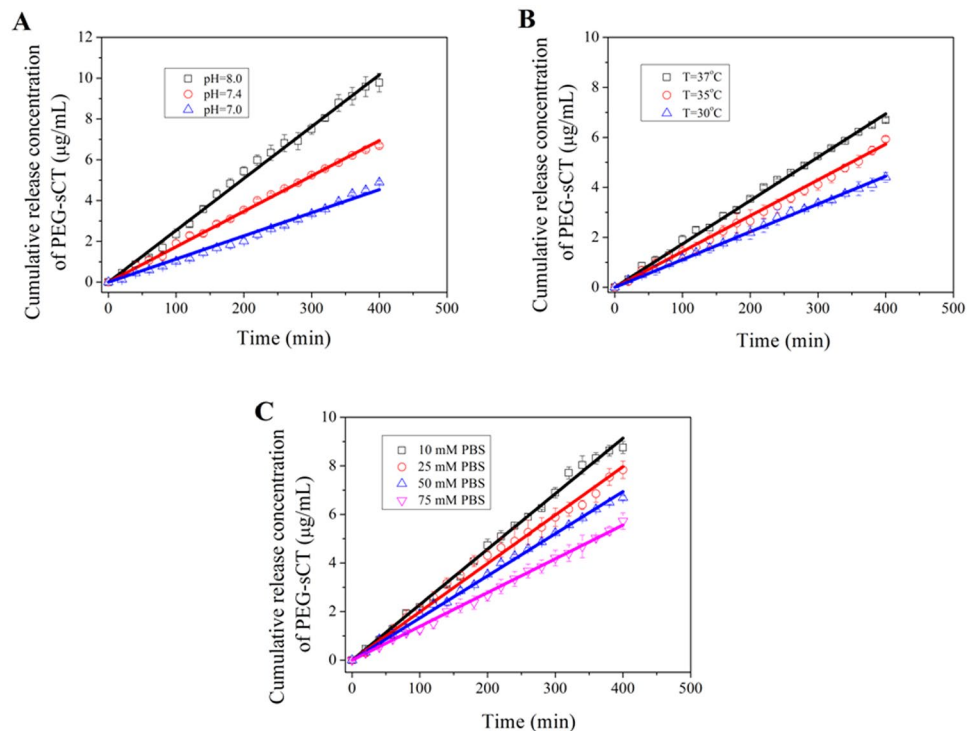 A
Cumulative release concentration
of PEG-sCT (μg/mL)
12
10
8
6
4
2
0
pH=8.0
pH=7.4
pH=7.0
0 100 200 300 400 500
Time (min)
B
Cumulative release concentration
of PEG-sCT (μg/mL)
10
8
6
4
2
0
T=37°C
T=35°C
T=30°C
0 100 200 300 400 500
Time (min)
C
Cumulative release concentration
of PEG-sCT (μg/mL)
10
8
6
4
2
0
10 mM PBS
25 mM PBS
50 mM PBS
75 mM PBS
0 100 200 300 400 500
Time (min)